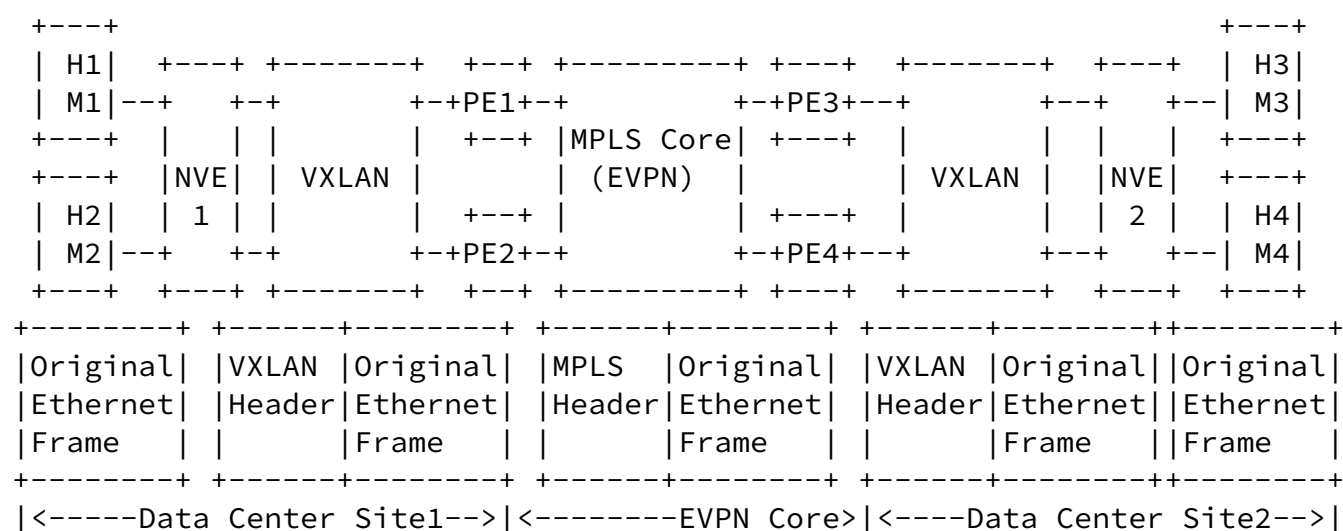 +---+                                                              +---+
| H1|  +---+ +-------+  +--+ +---------+ +---+  +-------+  +---+  | H3|
| M1|--+   +-+       +-+PE1+-+         +-+PE3+--+       +--+   +--| M3|
+---+  |   | |       |  +--+ |MPLS Core| +---+  |       |  |   |  +---+
+---+  |NVE| | VXLAN |       | (EVPN)  |        | VXLAN |  |NVE|  +---+
| H2|  | 1 | |       |  +--+ |         | +---+  |       |  | 2 |  | H4|
| M2|--+   +-+       +-+PE2+-+         +-+PE4+--+       +--+   +--| M4|
+---+  +---+ +-------+  +--+ +---------+ +---+  +-------+  +---+  +---+
+--------+ +------+--------+ +------+--------+ +------+--------++--------+
|Original| |VXLAN |Original| |MPLS  |Original| |VXLAN |Original||Original|
|Ethernet| |Header|Ethernet| |Header|Ethernet| |Header|Ethernet||Ethernet|
|Frame   | |      |Frame   | |      |Frame   | |      |Frame   ||Frame   |
+--------+ +------+--------+ +------+--------+ +------+--------++--------+
|<-----Data Center Site1-->|<--------EVPN Core>|<----Data Center Site2-->|